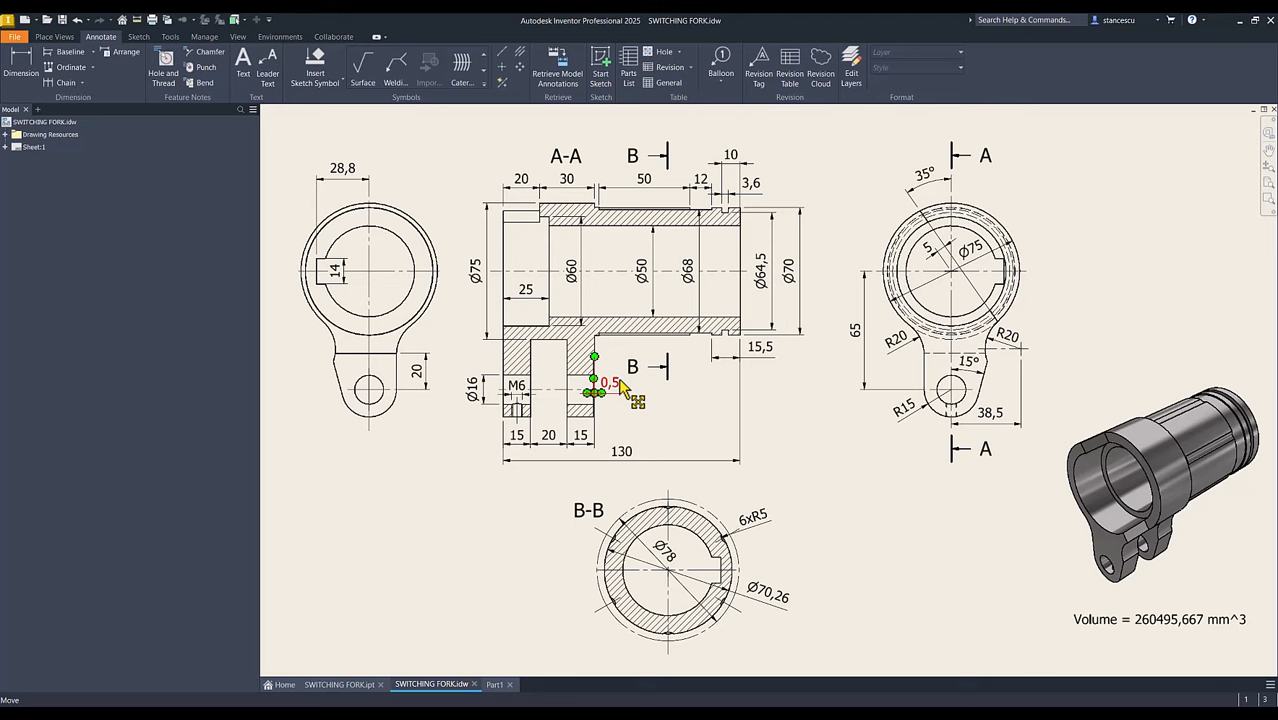 Autodesk Inventor Professional 2025 SWITCHING FORK.idw
Search Help & Commands...
stancescu
File Place Views Annotate Sketch Tools Manage View Environments Collaborate
Dimension
Baseline
Ordinate
Chain
Arrange
Dimension
Hole and Thread
Chamfer
Punch
Bend
Feature Notes
Text
Leader Text
Text
Insert Sketch Symbol
Surface
Weldi...
Impor...
Cater...
Symbols
Retrieve Model Annotations
Retrieve
Start Sketch
Sketch
Parts List
Hole
Revision
General
Table
Balloon
Revision Tag
Revision Table
Revision Cloud
Revision
Edit Layers
Layer
Style
Format
Model
SWITCHING FORK.idw
Drawing Resources
Sheet:1
28,8
14
20
A-A
B
10
20
30
50
12
3,6
Ø75
25
Ø60
Ø50
Ø68
Ø64,5
Ø70
15,5
B
0,5
Ø16
M6
15
20
15
130
A
35°
5
Ø75
65
R20
R20
15°
R15
38,5
A
B-B
6xR5
Ø78
Ø70,26
Volume = 260495,667 mm^3
Home SWITCHING FORK.ipt SWITCHING FORK.idw Part1
Move
1 3